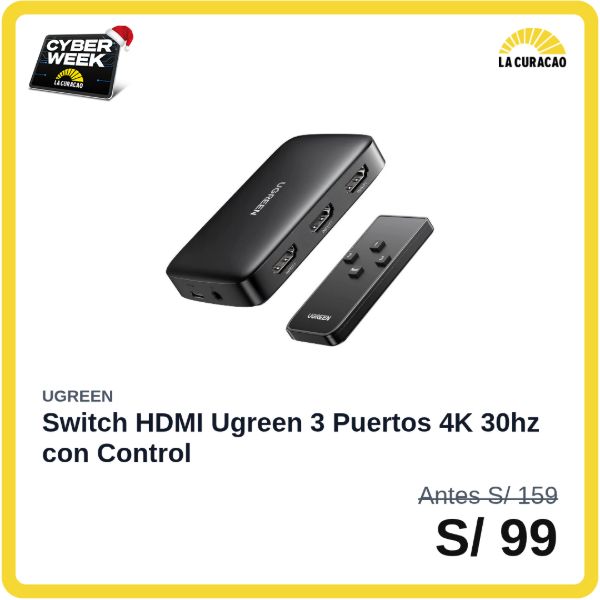 CYBER
WEEK
LA CURACAO
LA CURACAO
UGREEN
UGREEN
UGREEN
Switch HDMI Ugreen 3 Puertos 4K 30hz
con Control
Antes S/ 159
S/ 99